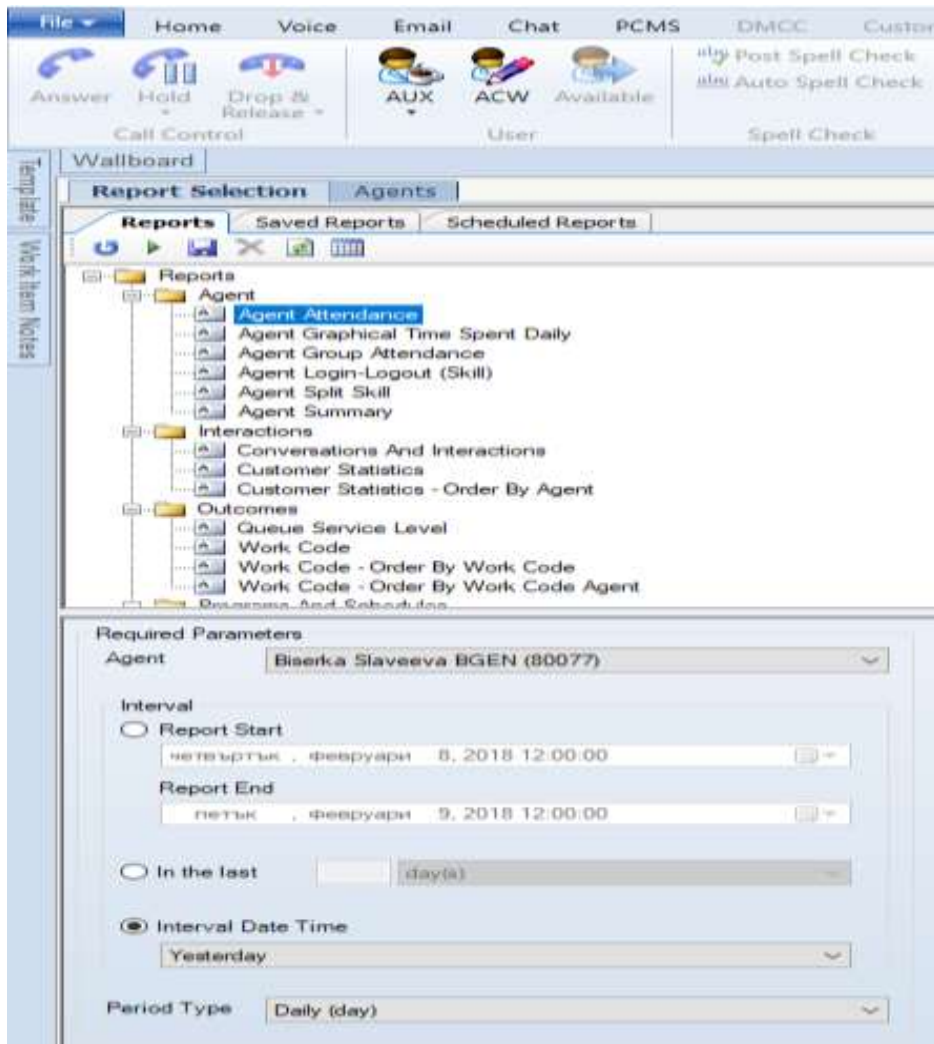 File
Home Voice Email Chat PCMS DMCC Custor
Answer Hold Drop & Release AUX ACW Available
Post Spell Check
Auto Spell Check
Call Control User Spell Check
Template
Work Item Notes
Wallboard
Report Selection Agents
Reports Saved Reports Scheduled Reports
Reports
Agent
Agent Attendance
Agent Graphical Time Spent Daily
Agent Group Attendance
Agent Login-Logout (Skill)
Agent Split Skill
Agent Summary
Interactions
Conversations And Interactions
Customer Statistics
Customer Statistics - Order By Agent
Outcomes
Queue Service Level
Work Code
Work Code - Order By Work Code
Work Code - Order By Work Code Agent
Programs And Schedules
Required Parameters
Agent Biserka Slaveeva BGEN (80077)
Interval
Report Start
четвъртък , февруари 8, 2018 12:00:00
Report End
петък , февруари 9, 2018 12:00:00
In the last day(s)
Interval Date Time
Yesterday
Period Type Daily (day)